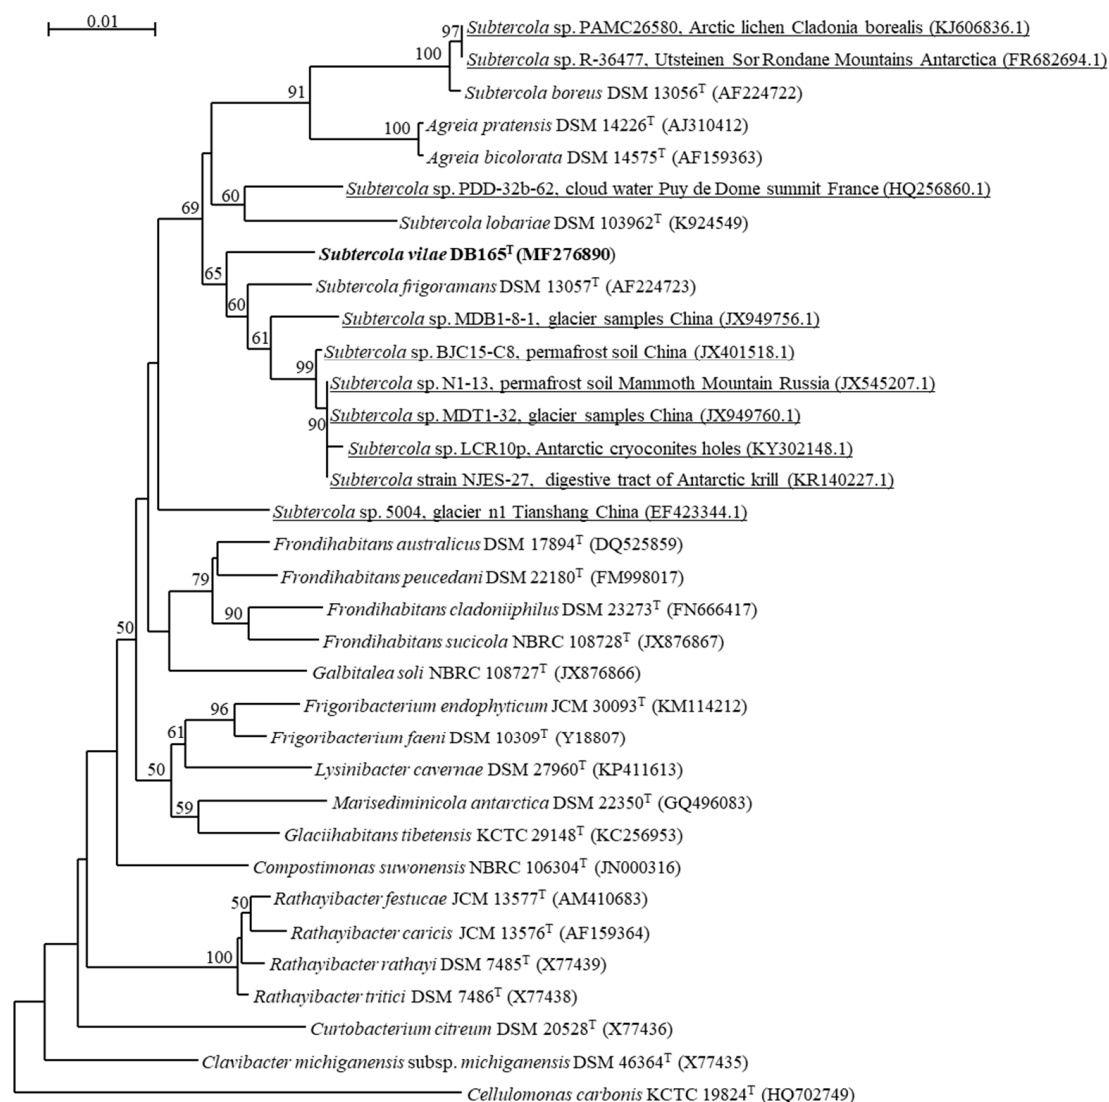 0.01
97 Subtercola sp. PAMC26580, Arctic lichen Cladonia borealis (KJ606836.1)
100 Subtercola sp. R-36477, Utsteinen Sor Rondane Mountains Antarctica (FR682694.1)
Subtercola boreus DSM 13056T (AF224722)
91
100 Agreia pratensis DSM 14226T (AJ310412)
Agreia bicolorata DSM 14575T (AF159363)
60 Subtercola sp. PDD-32b-62, cloud water Puy de Dome summit France (HQ256860.1)
69
Subtercola lobariae DSM 103962T (K924549)
Subtercola vilae DB165T (MF276890)
65
Subtercola frigoramans DSM 13057T (AF224723)
60
Subtercola sp. MDB1-8-1, glacier samples China (JX949756.1)
61
Subtercola sp. BJC15-C8, permafrost soil China (JX401518.1)
99
Subtercola sp. N1-13, permafrost soil Mammoth Mountain Russia (JX545207.1)
Subtercola sp. MDT1-32, glacier samples China (JX949760.1)
90
Subtercola sp. LCR10p, Antarctic cryoconites holes (KY302148.1)
Subtercola strain NJES-27, digestive tract of Antarctic krill (KR140227.1)
Subtercola sp. 5004, glacier n1 Tianshang China (EF423344.1)
Frondihabitans australicus DSM 17894T (DQ525859)
79 Frondihabitans peucedani DSM 22180T (FM998017)
90 Frondihabitans cladoniiphilus DSM 23273T (FN666417)
50 Frondihabitans sucicola NBRC 108728T (JX876867)
Galbitalea soli NBRC 108727T (JX876866)
96 Frigoribacterium endophyticum JCM 30093T (KM114212)
61 Frigoribacterium faeni DSM 10309T (Y18807)
50 Lysinibacter cavernae DSM 27960T (KP411613)
59 Marisediminicola antarctica DSM 22350T (GQ496083)
Glaciihabitans tibetensis KCTC 29148T (KC256953)
Compostimonas suwonensis NBRC 106304T (JN000316)
50 Rathayibacter festucae JCM 13577T (AM410683)
Rathayibacter caricis JCM 13576T (AF159364)
100 Rathayibacter rathayi DSM 7485T (X77439)
Rathayibacter tritici DSM 7486T (X77438)
Curtobacterium citreum DSM 20528T (X77436)
Clavibacter michiganensis subsp. michiganensis DSM 46364T (X77435)
Cellulomonas carbonis KCTC 19824T (HQ702749)